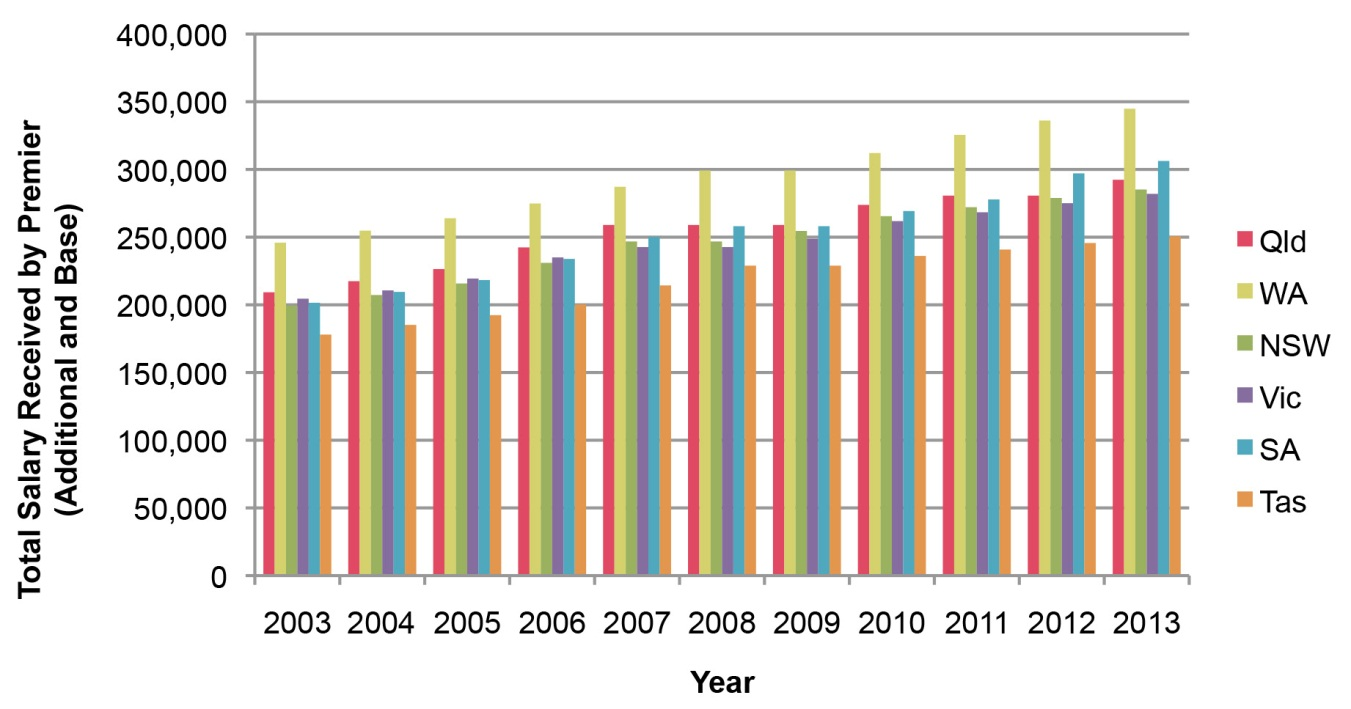 Total Salary Received by Premier
(Additional and Base)
400,000
350,000
300,000
250,000
200,000
150,000
100,000
50,000
0
2003 2004 2005 2006 2007 2008 2009 2010 2011 2012 2013
Year
Qld
WA
NSW
Vic
SA
Tas